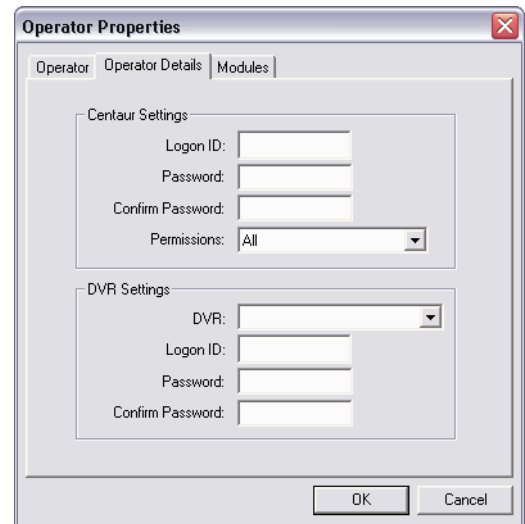 Operator Properties
Operator Operator Details Modules
Centaur Settings
Logon ID:
Password:
Confirm Password:
Permissions: All
DVR Settings
DVR:
Logon ID:
Password:
Confirm Password:
OK Cancel